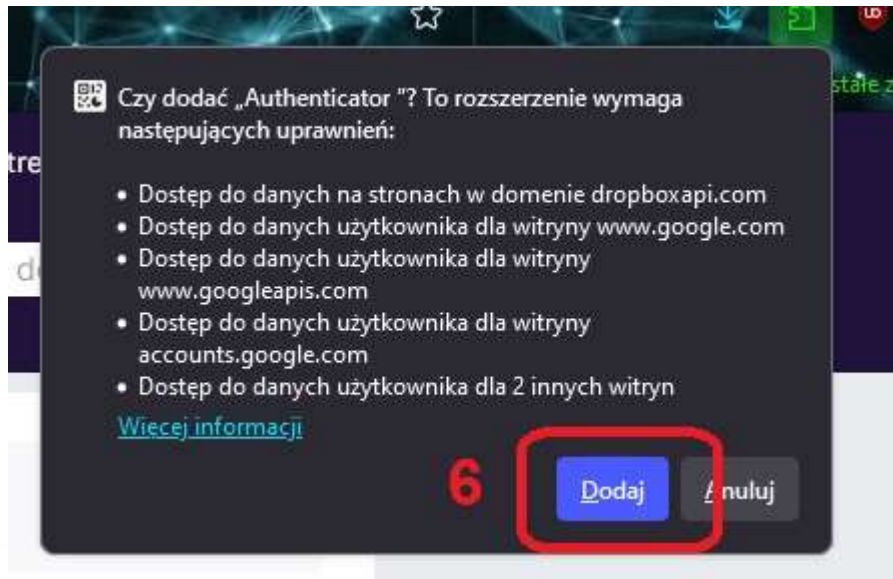 stałe z
Czy dodać „Authenticator "? To rozszerzenie wymaga
następujących uprawnień:
tre
• Dostęp do danych na stronach w domenie dropboxapi.com
• Dostęp do danych użytkownika dla witryny www.google.com
• Dostęp do danych użytkownika dla witryny
www.googleapis.com
• Dostęp do danych użytkownika dla witryny
accounts.google.com
• Dostęp do danych użytkownika dla 2 innych witryn
Więcej informacji
6
Dodaj
Anuluj